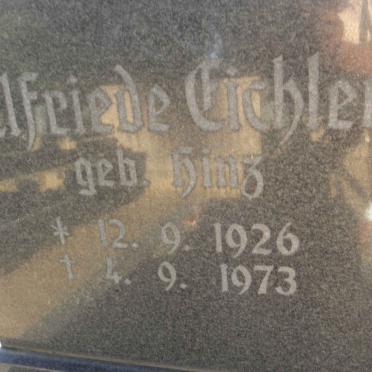 lfriede Eichler
geb. Hinz
* 12. 9. 1926
† 4. 9. 1973